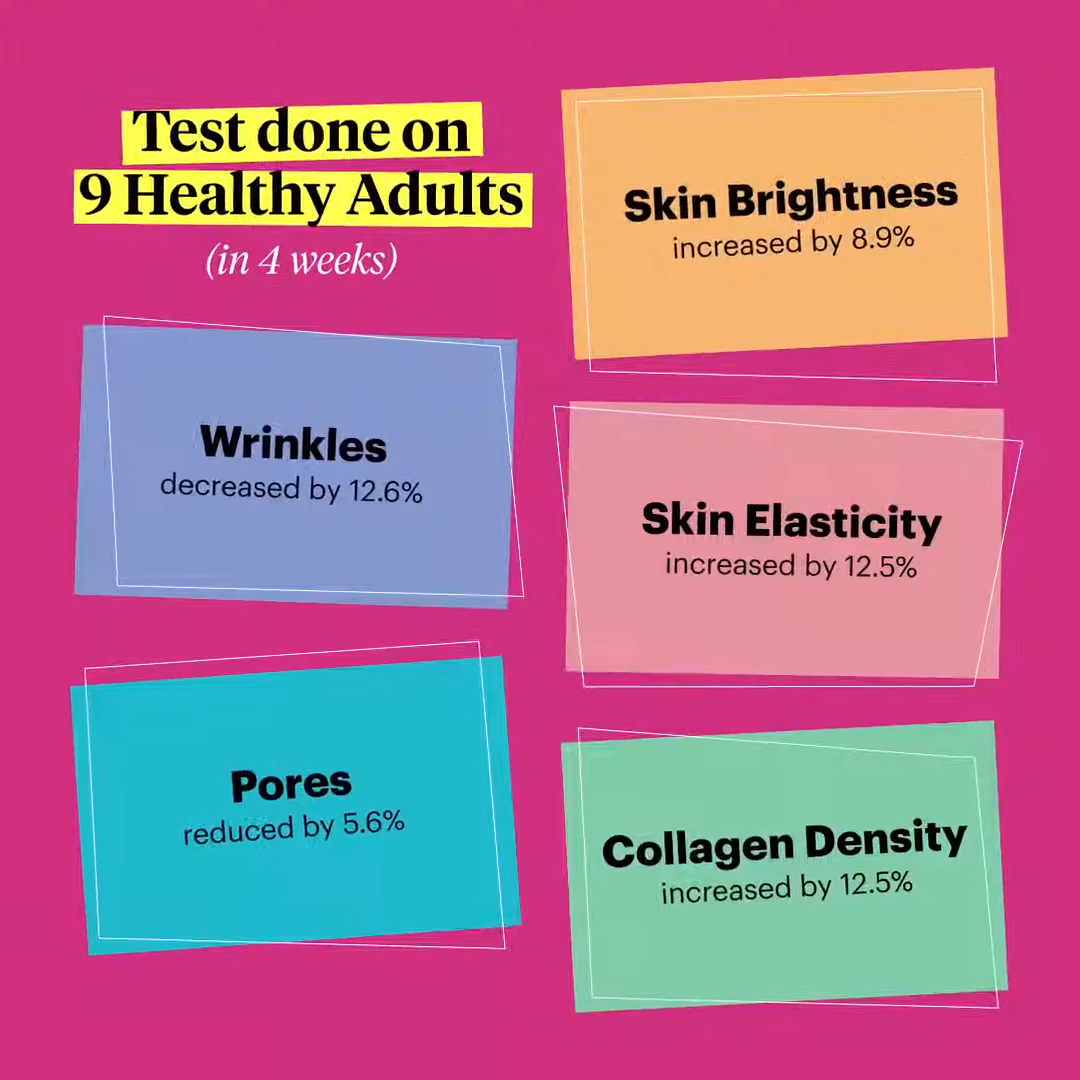 Test done on
9 Healthy Adults
(in 4 weeks)
Wrinkles
decreased by 12.6%
Pores
reduced by 5.6%
Skin Brightness
increased by 8.9%
Skin Elasticity
increased by 12.5%
Collagen Density
increased by 12.5%